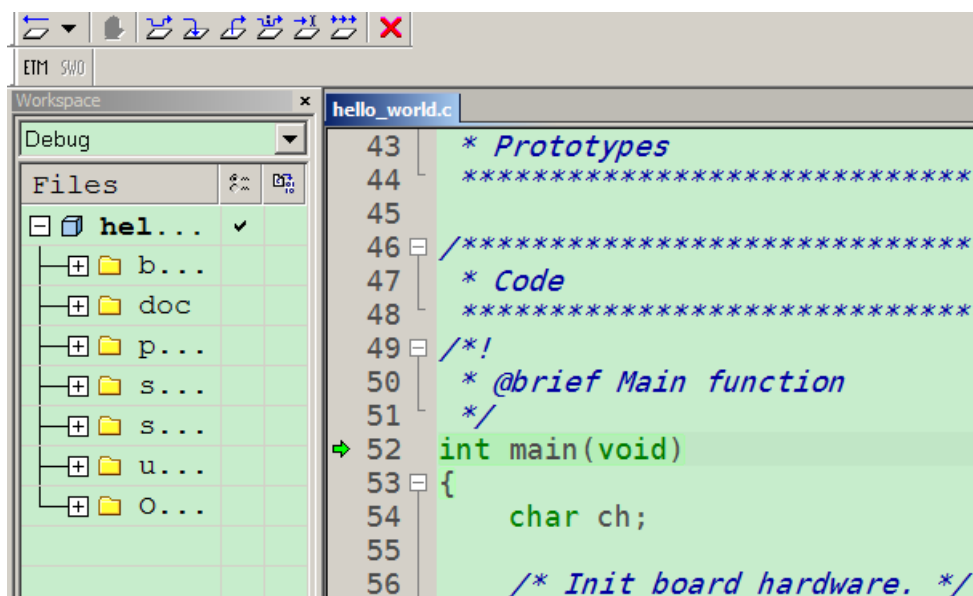 ETM SWO
Workspace
Debug
Files
hel...
b...
doc
p...
s...
s...
u...
O...
hello_world.c
43 * Prototypes
44 *****************************
45
46 /******************************
47 * Code
48 *****************************
49 /*!
50 * @brief Main function
51 */
52 int main(void)
53 {
54 char ch;
55
56 /* Init board hardware. */